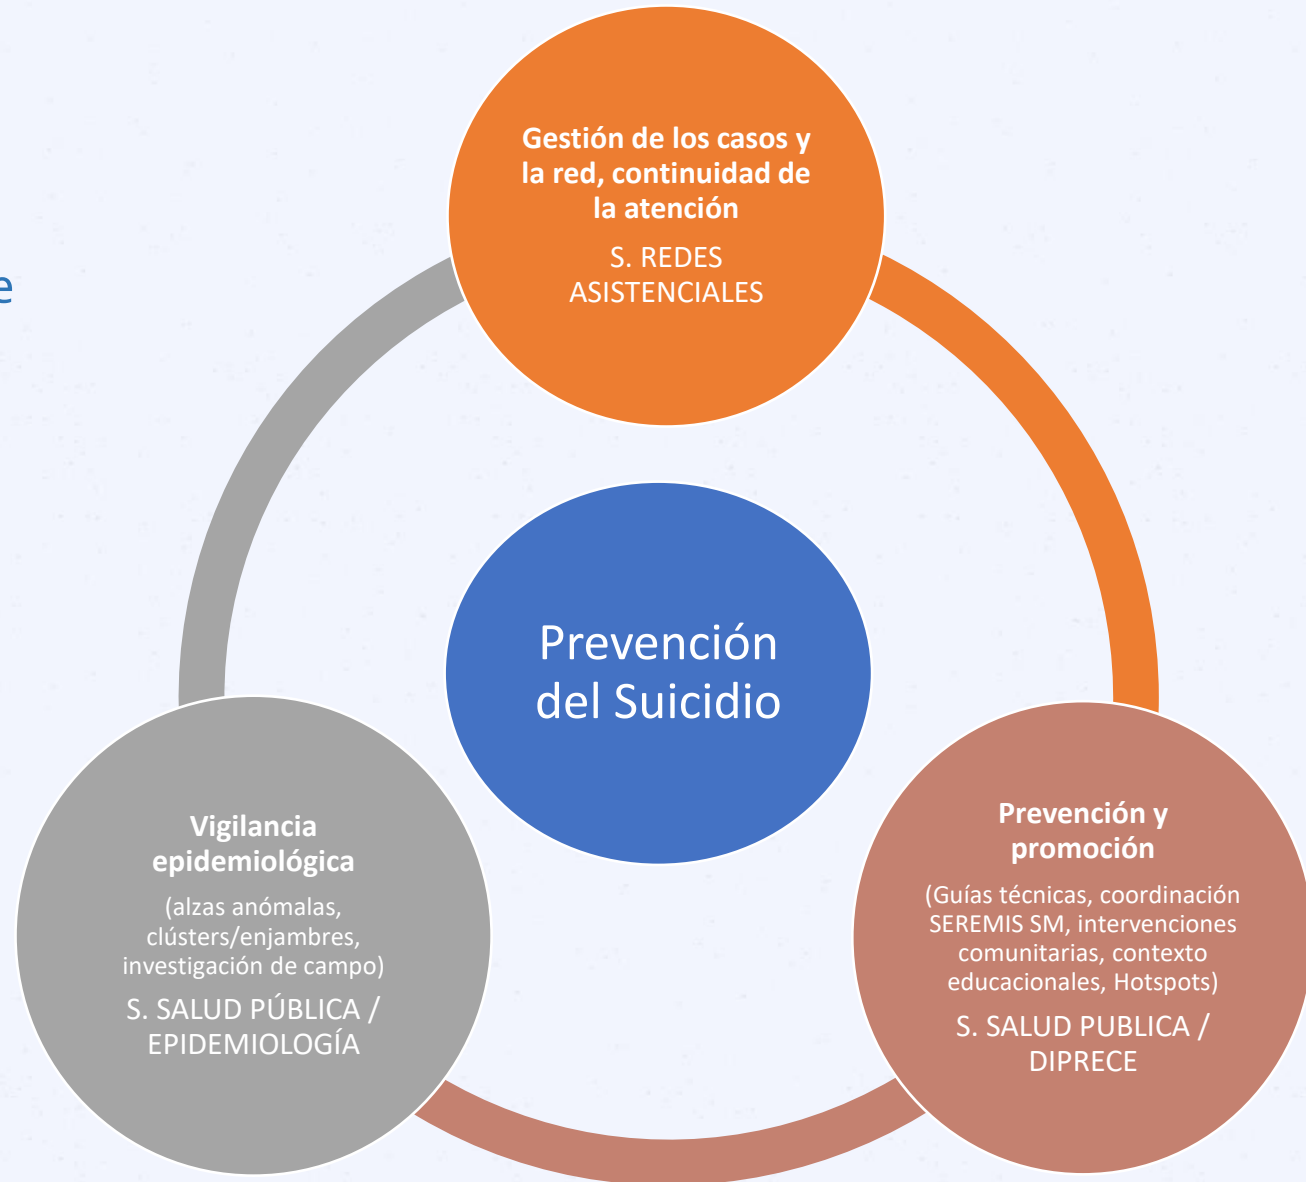 Gestión de los casos y
la red, continuidad de
la atención
S. REDES
ASISTENCIALES
e
Prevención
del Suicidio
Vigilancia
epidemiológica
(alzas anómalas,
clústers/enjambres,
investigación de campo)
S. SALUD PÚBLICA /
EPIDEMIOLOGÍA
Prevención y
promoción
(Guías técnicas, coordinación
SEREMIS SM, intervenciones
comunitarias, contexto
educacionales, Hotspots)
S. SALUD PUBLICA /
DIPRECE